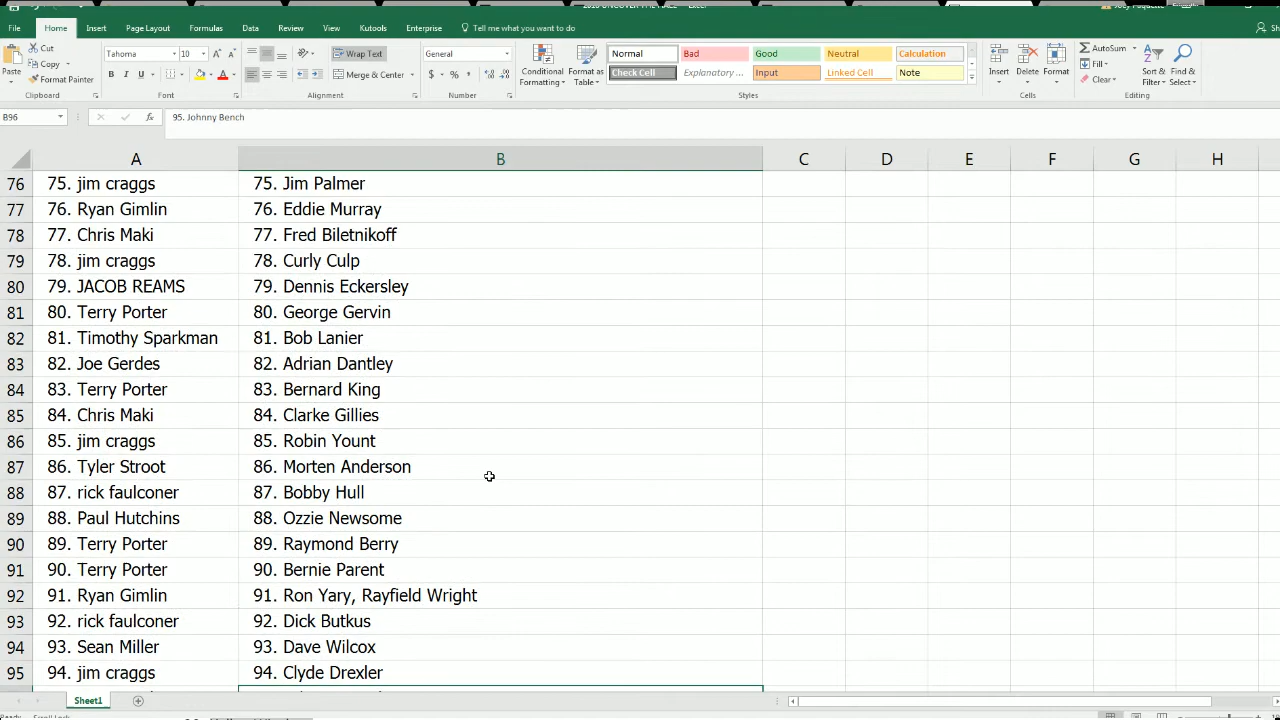 File Home Insert Page Layout Formulas Data Review View Kutools Enterprise Tell me what you want to do
Cut
Copy
Format Painter
Paste
Clipboard
Tahoma 10
B I U
Font
Wrap Text
Merge & Center
Alignment
General
$ % ,
Number
Conditional Formatting
Format as Table
Normal Bad Good Neutral Calculation
Check Cell Explanatory ... Input Linked Cell Note
Styles
Insert Delete Format
Cells
AutoSum
Fill
Clear
Sort & Filter
Find & Select
Editing
B96 fx 95. Johnny Bench
A B C D E F G H
76 75. jim craggs 75. Jim Palmer
77 76. Ryan Gimlin 76. Eddie Murray
78 77. Chris Maki 77. Fred Biletnikoff
79 78. jim craggs 78. Curly Culp
80 79. JACOB REAMS 79. Dennis Eckersley
81 80. Terry Porter 80. George Gervin
82 81. Timothy Sparkman 81. Bob Lanier
83 82. Joe Gerdes 82. Adrian Dantley
84 83. Terry Porter 83. Bernard King
85 84. Chris Maki 84. Clarke Gillies
86 85. jim craggs 85. Robin Yount
87 86. Tyler Stroot 86. Morten Anderson
88 87. rick faulconer 87. Bobby Hull
89 88. Paul Hutchins 88. Ozzie Newsome
90 89. Terry Porter 89. Raymond Berry
91 90. Terry Porter 90. Bernie Parent
92 91. Ryan Gimlin 91. Ron Yary, Rayfield Wright
93 92. rick faulconer 92. Dick Butkus
94 93. Sean Miller 93. Dave Wilcox
95 94. jim craggs 94. Clyde Drexler
Sheet1